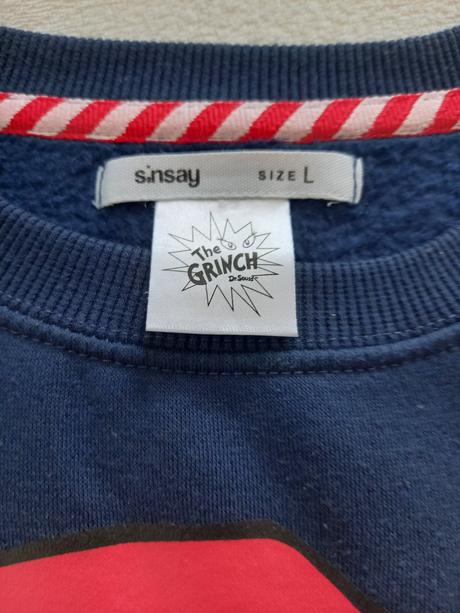 sinsay SIZE L
The
GRINCH
Dr. Seuss